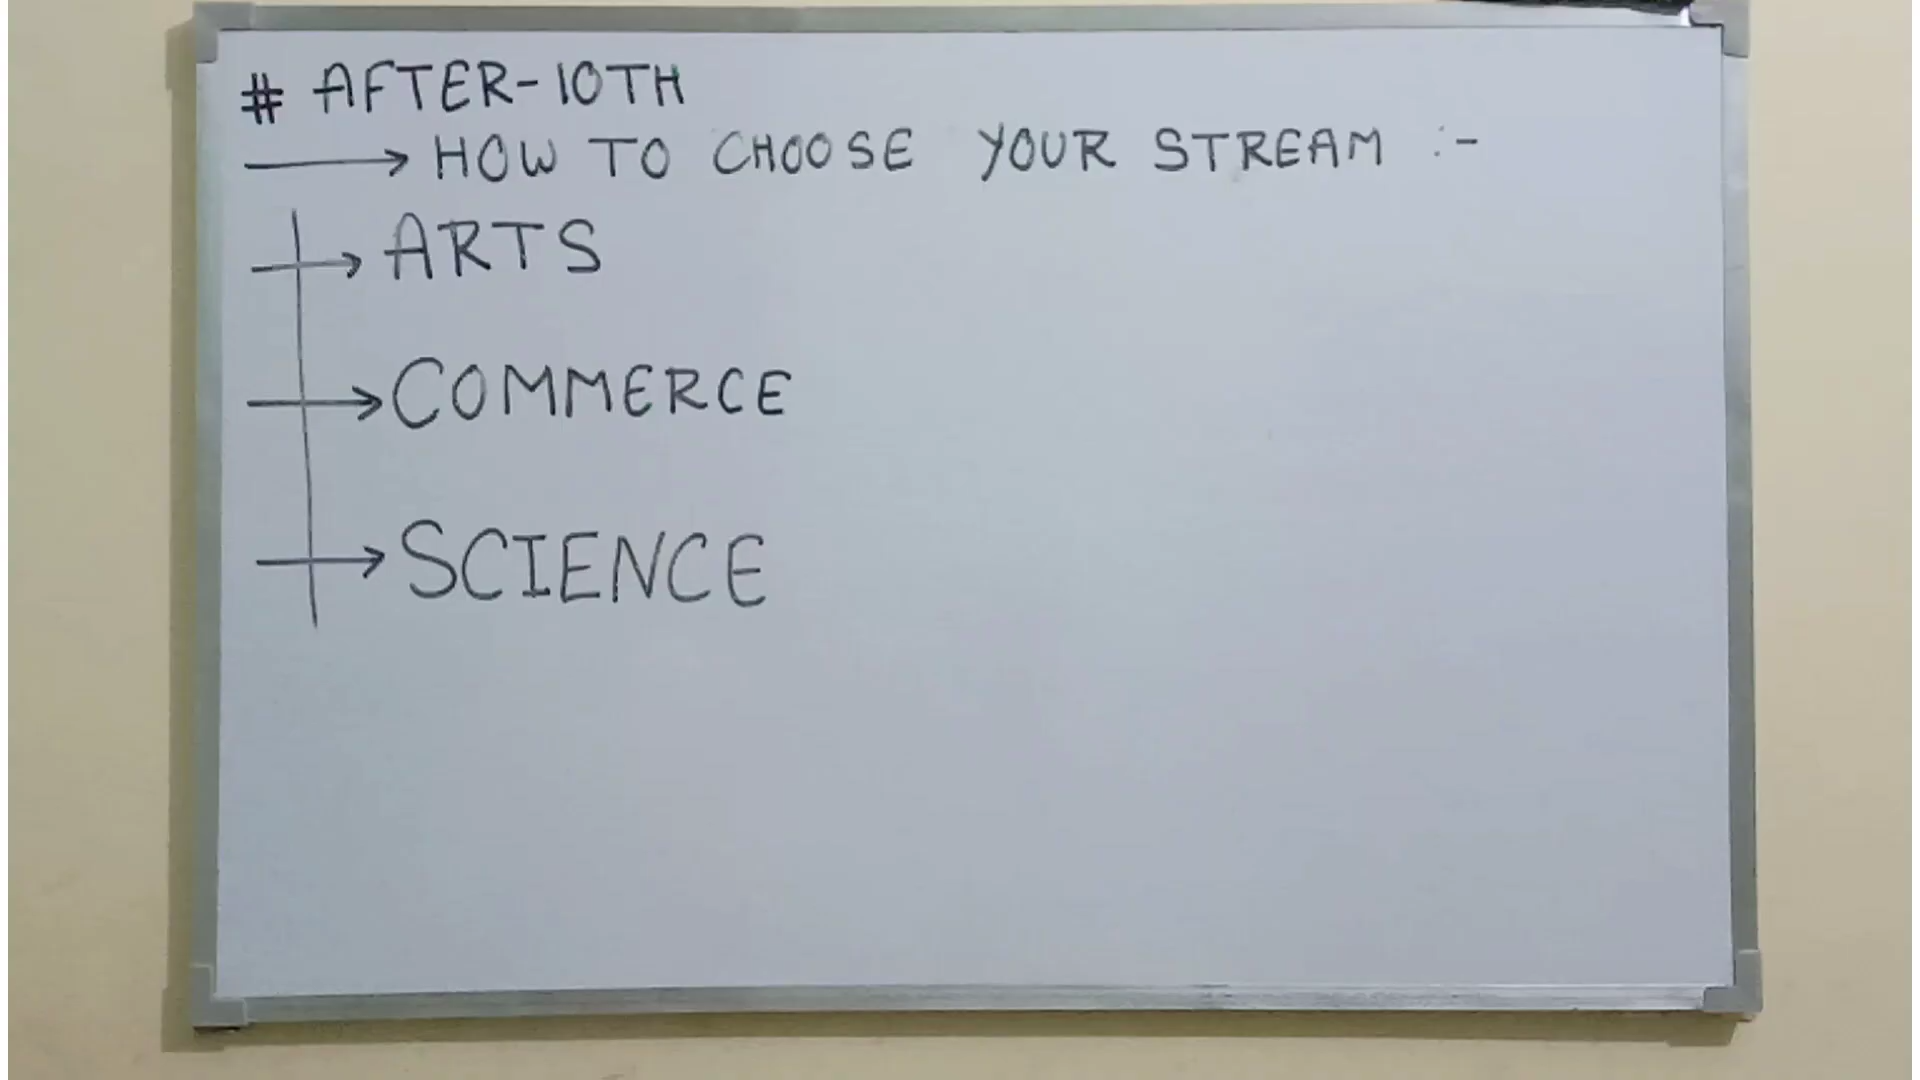 # AFTER-10TH
→ HOW TO CHOOSE YOUR STREAM :-
→ ARTS
→ COMMERCE
→ SCIENCE